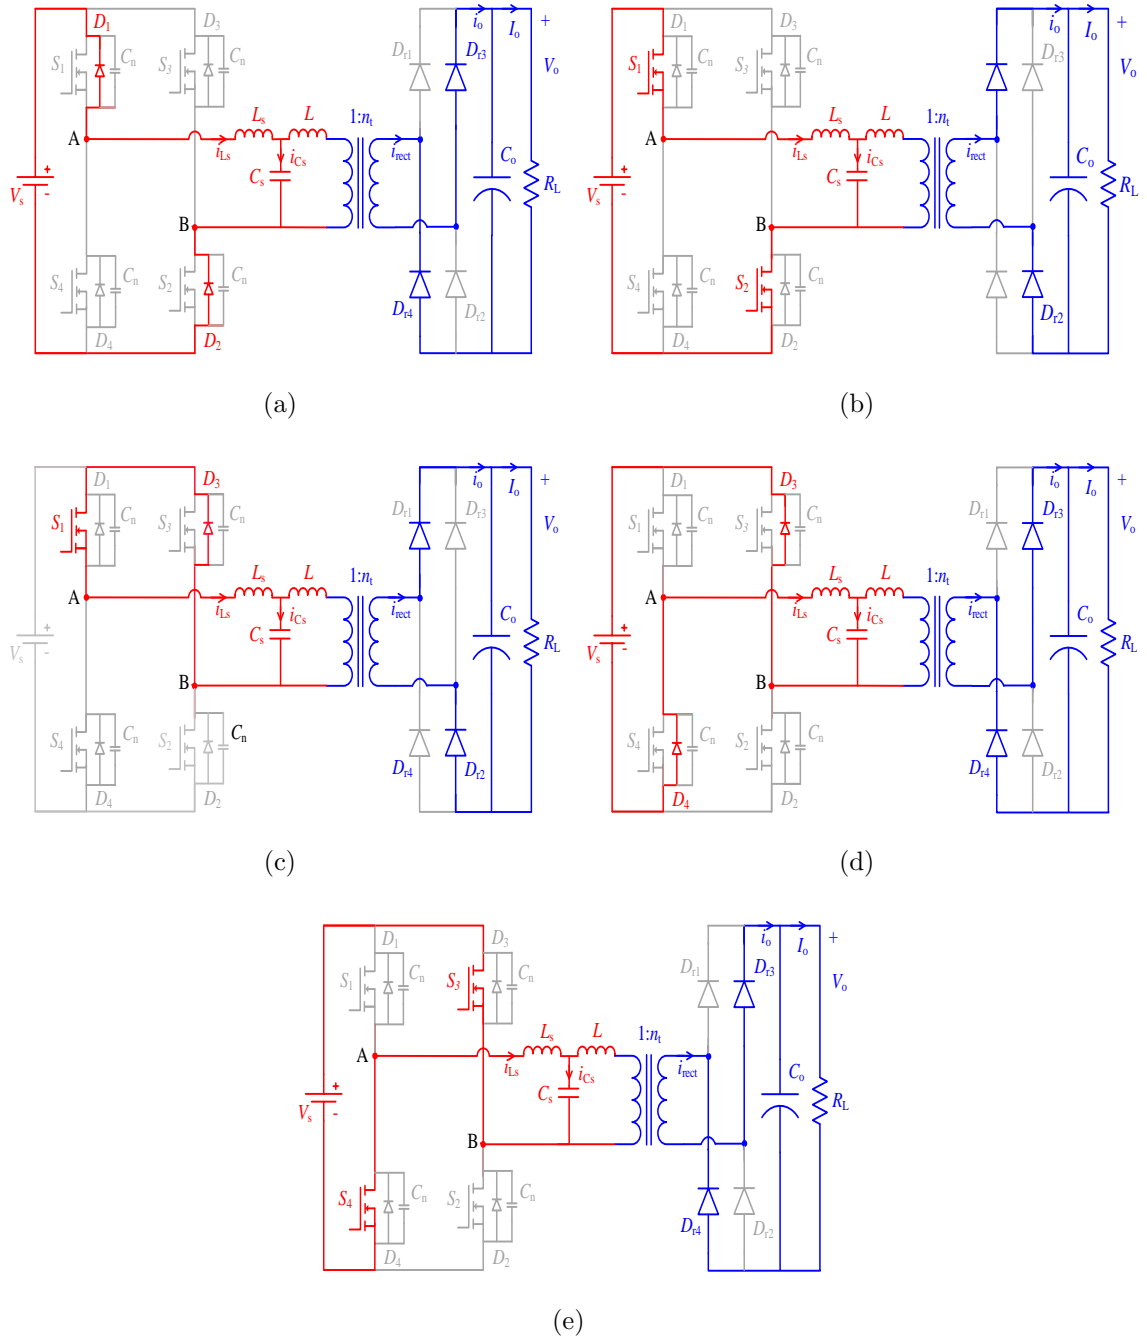 D1 D3 io Io +
S1 Cn S3 Cn Dr1 Dr3 Vo
A Ls L 1:nt
iLs iCs irect Co
Vs + - Cs RL
B
S4 Cn S2 Cn Dr4 Dr2
D4 D2
(a)
D1 D3 io Io +
S1 Cn S3 Cn Dr3 Vo
A Ls L 1:nt
iLs iCs irect Co
Vs + - Cs RL
B
S4 Cn S2 Cn Dr2
D4 D2
(b)
D1 D3 io Io +
S1 Cn S3 Cn Dr1 Dr3 Vo
A Ls L 1:nt
iLs iCs irect Co
Vs + - Cs RL
B
S4 Cn S2 Cn Dr4 Dr2
D4 D2
(c)
D1 D3 io Io +
S1 Cn S3 Cn Dr1 Dr3 Vo
A Ls L 1:nt
iLs iCs irect Co
Vs + - Cs RL
B
S4 Cn S2 Cn Dr4 Dr2
D4 D2
(d)
D1 D3 io Io +
S1 Cn S3 Cn Dr1 Dr3 Vo
A Ls L 1:nt
iLs iCs irect Co
Vs + - Cs RL
B
S4 Cn S2 Cn Dr4 Dr2
D4 D2
(e)